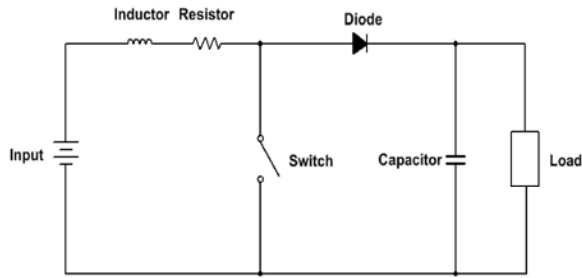 Inductor Resistor
Diode
Input
Switch
Capacitor
Load